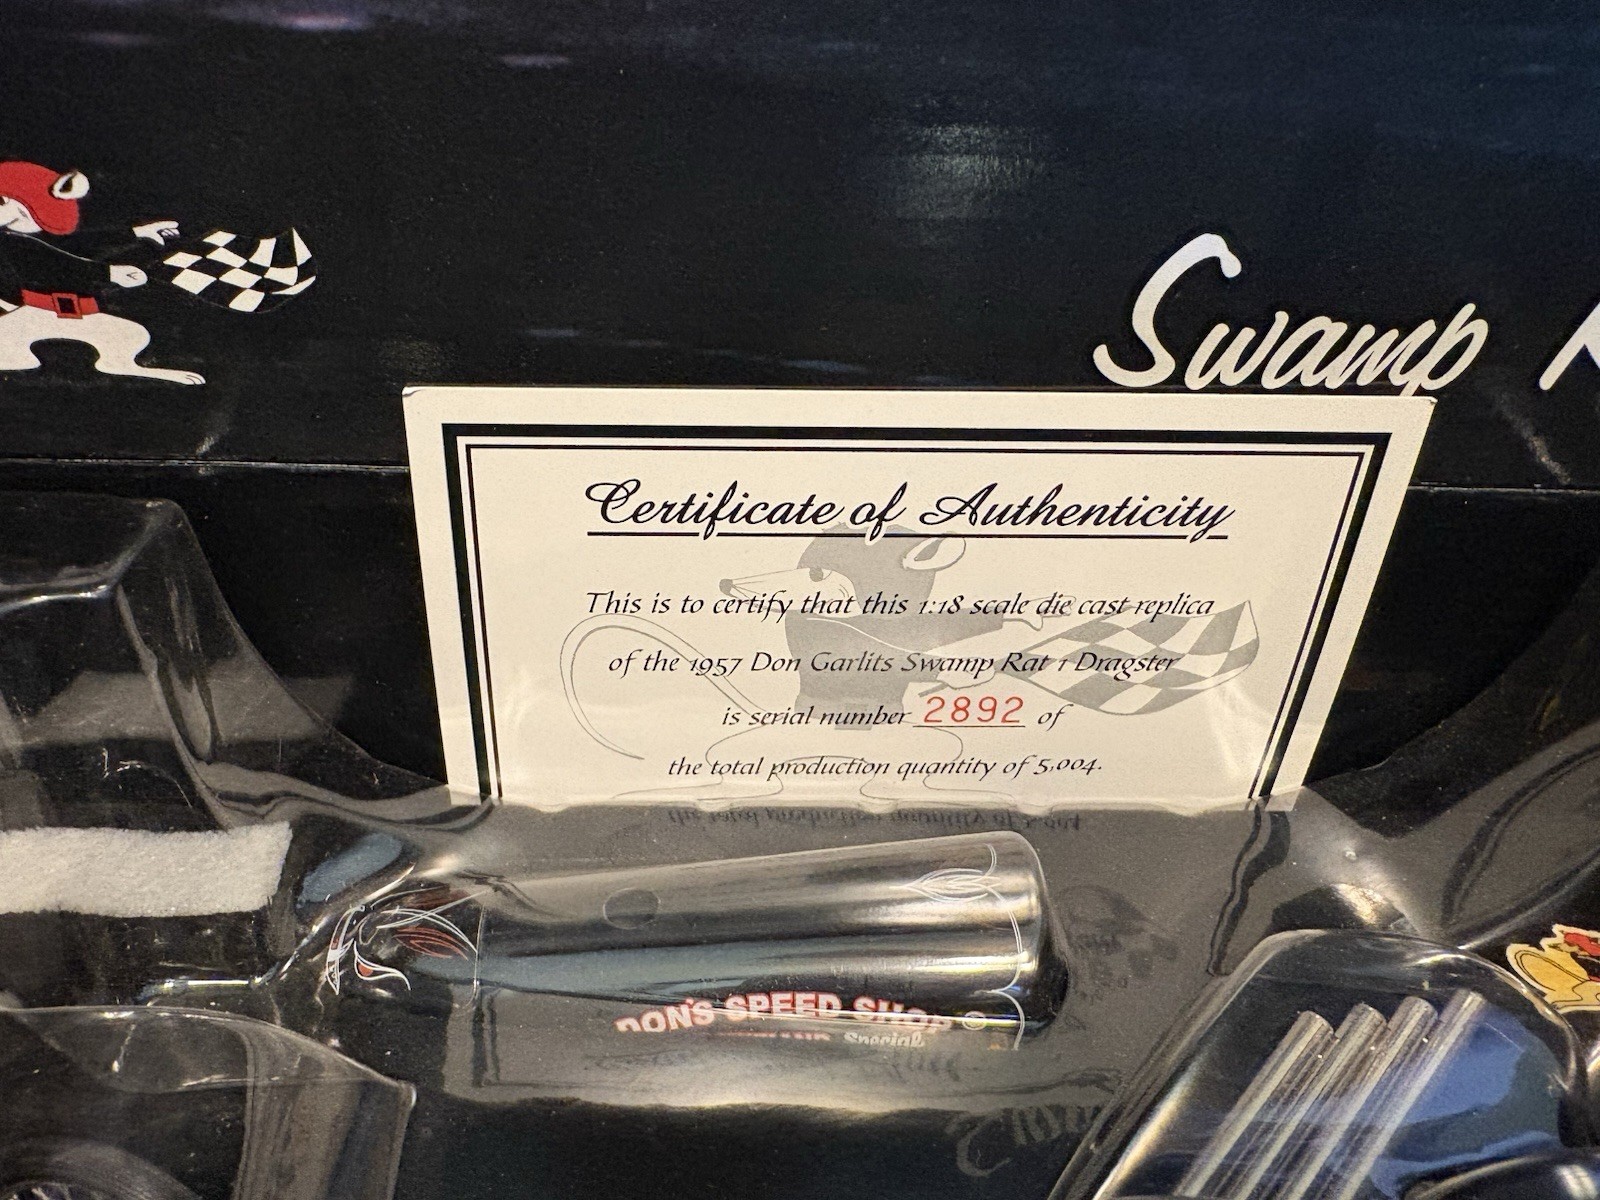 Swamp
Certificate of Authenticity
This is to certify that this 1:18 scale die cast replica
of the 1957 Don Garlits Swamp Rat 1 Dragster
is serial number 2892 of
the total production quantity of 5,004.
DON'S SPEED SHOP ®
Special